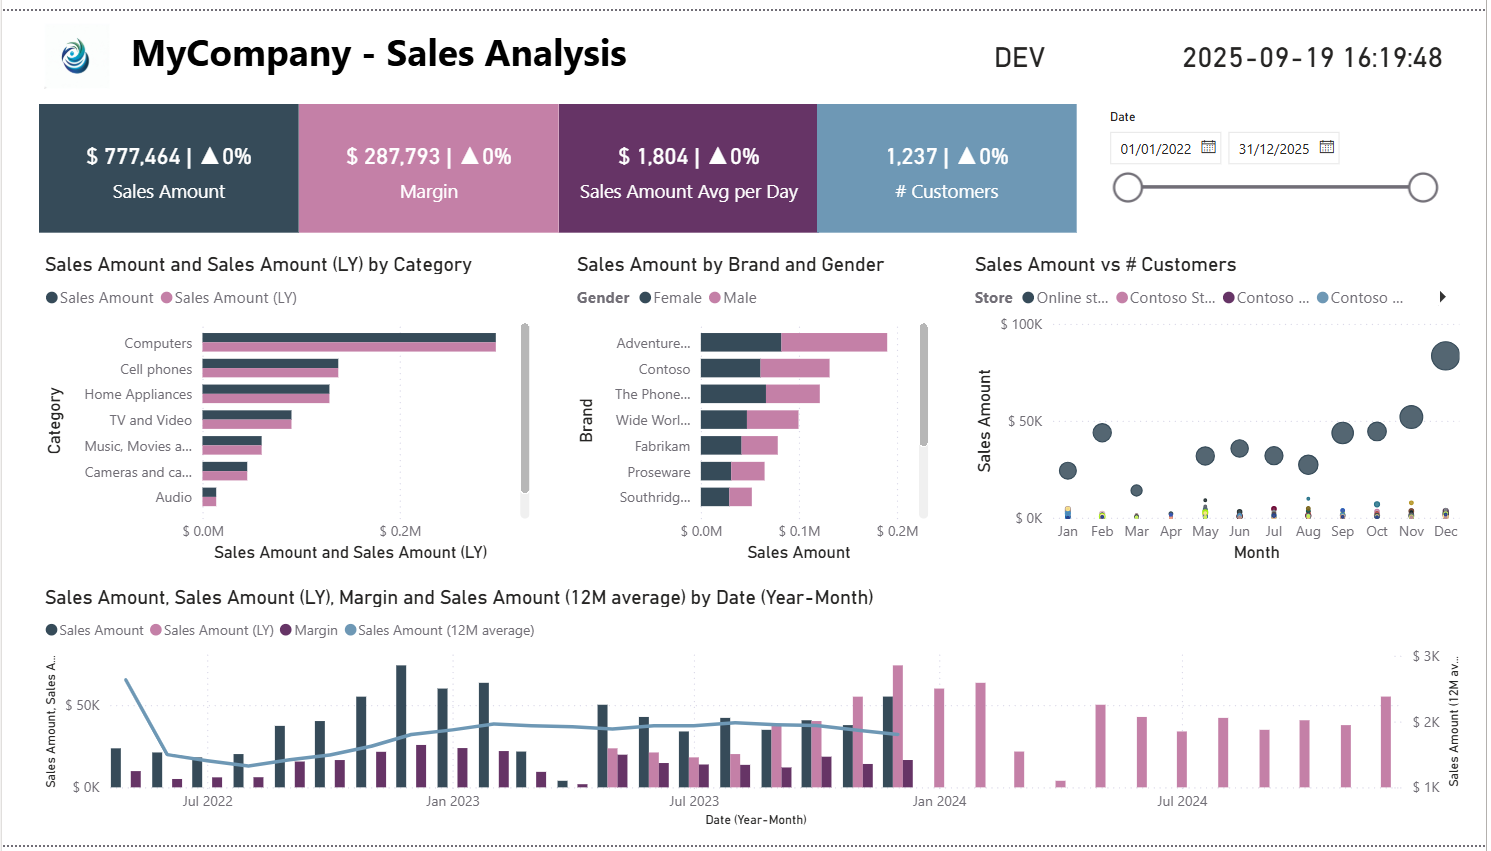 MyCompany - Sales Analysis
DEV
2025-09-19 16:19:48
$ 777,464 | ▲0%
Sales Amount
$ 287,793 | ▲0%
Margin
$ 1,804 | ▲0%
Sales Amount Avg per Day
1,237 | ▲0%
# Customers
Date
01/01/2022
31/12/2025
Sales Amount and Sales Amount (LY) by Category
Sales Amount Sales Amount (LY)
Category
Computers
Cell phones
Home Appliances
TV and Video
Music, Movies a...
Cameras and ca...
Audio
$ 0.0M $ 0.2M
Sales Amount and Sales Amount (LY)
Sales Amount by Brand and Gender
Gender Female Male
Brand
Adventure...
Contoso
The Phone...
Wide Worl...
Fabrikam
Proseware
Southridg...
$ 0.0M $ 0.1M $ 0.2M
Sales Amount
Sales Amount vs # Customers
Store Online st... Contoso St... Contoso ... Contoso ...
Sales Amount
$ 100K
$ 50K
$ 0K
Jan Feb Mar Apr May Jun Jul Aug Sep Oct Nov Dec
Month
Sales Amount, Sales Amount (LY), Margin and Sales Amount (12M average) by Date (Year-Month)
Sales Amount Sales Amount (LY) Margin Sales Amount (12M average)
Sales Amount, Sales A...
$ 50K
$ 0K
$ 3K
$ 2K
$ 1K
Sales Amount (12M av...
Jul 2022 Jan 2023 Jul 2023 Jan 2024 Jul 2024
Date (Year-Month)